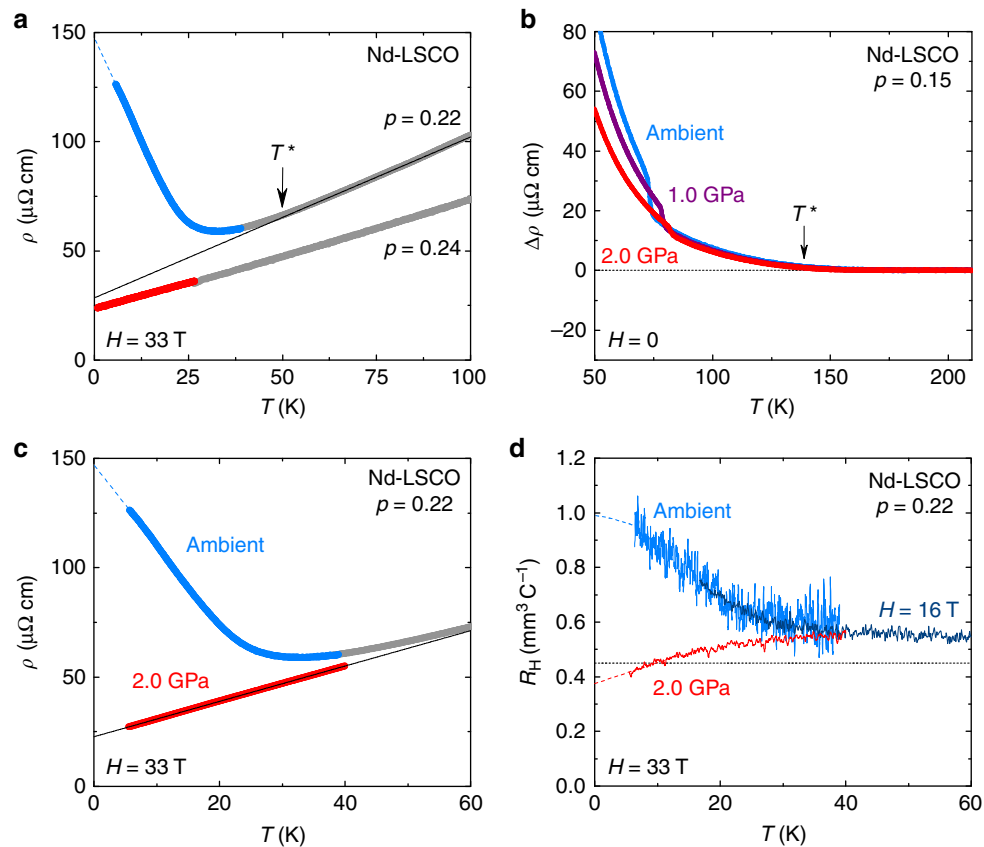 a
150
100
50
0
ρ (μΩ cm)
Nd-LSCO
p = 0.22
T*
p = 0.24
H = 33 T
0 25 50 75 100
T (K)
b
80
60
40
20
0
−20
Δρ (μΩ cm)
Nd-LSCO
p = 0.15
Ambient
1.0 GPa
T*
2.0 GPa
H = 0
50 100 150 200
T (K)
c
150
100
50
0
ρ (μΩ cm)
Nd-LSCO
p = 0.22
Ambient
2.0 GPa
H = 33 T
0 20 40 60
T (K)
d
1.2
1.0
0.8
0.6
0.4
0.2
0.0
R_H (mm³ C⁻¹)
Nd-LSCO
p = 0.22
Ambient
H = 16 T
2.0 GPa
H = 33 T
0 20 40 60
T (K)